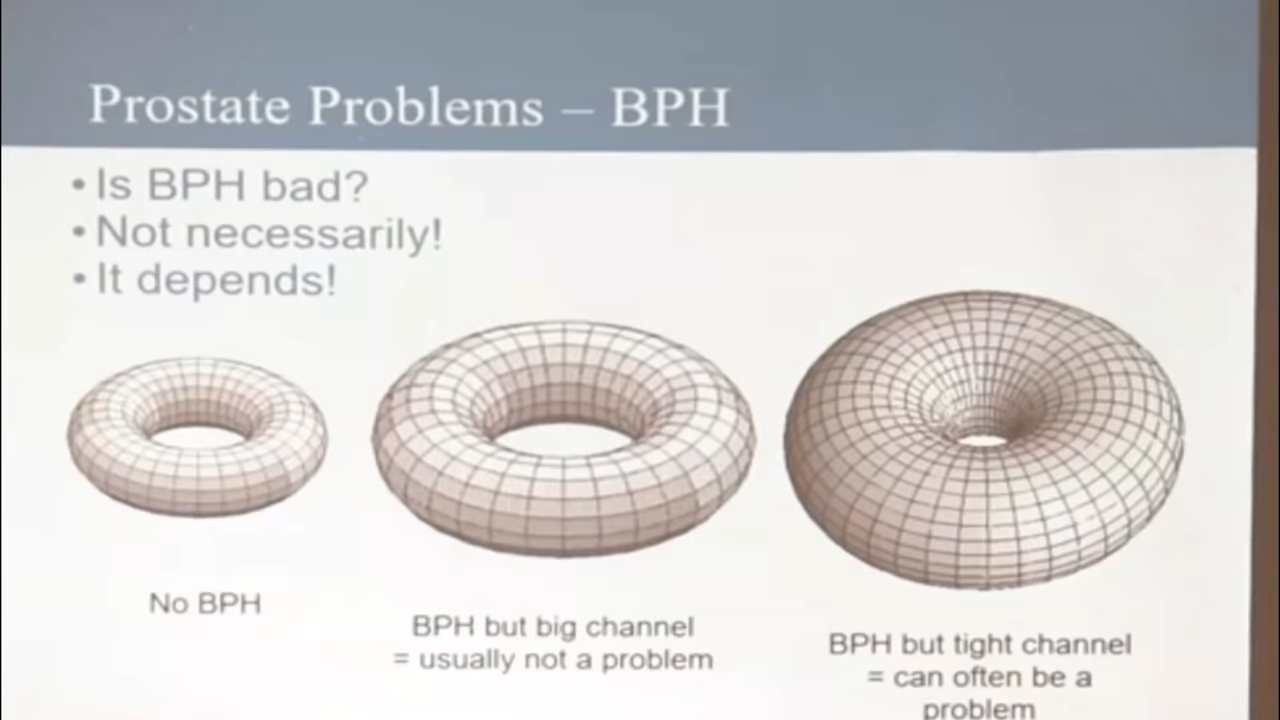 Prostate Problems – BPH
• Is BPH bad?
• Not necessarily!
• It depends!
No BPH
BPH but big channel
= usually not a problem
BPH but tight channel
= can often be a
problem